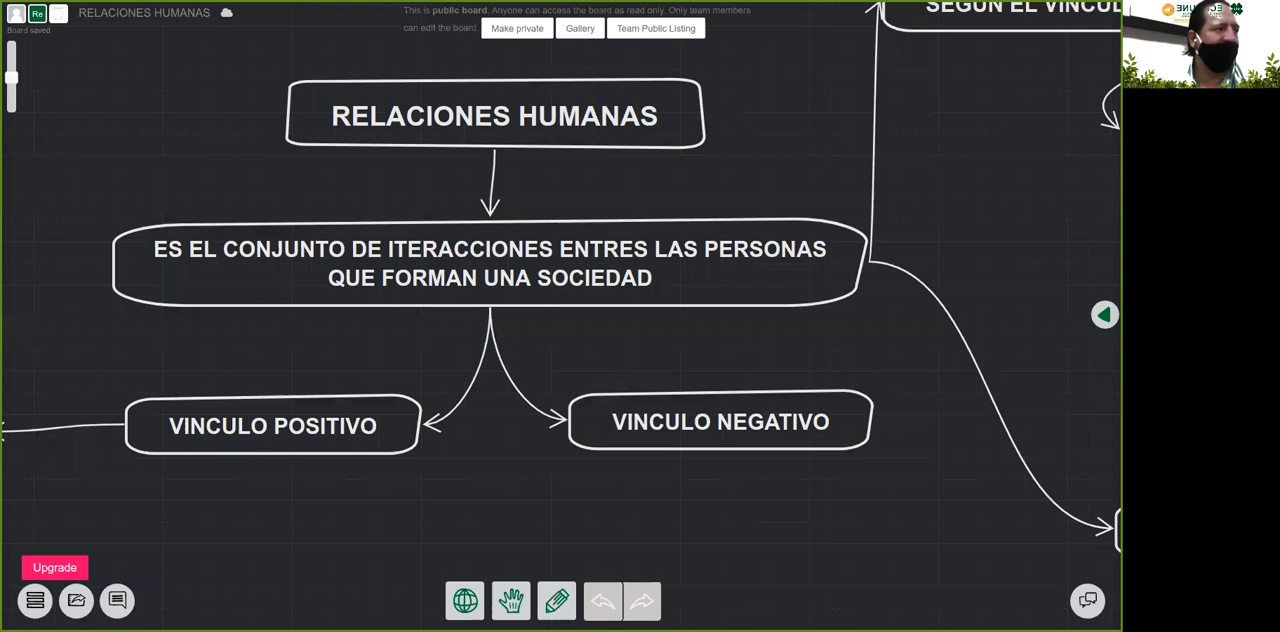 Re
RELACIONES HUMANAS
Board saved
This is public board. Anyone can access the board as read only. Only team members
can edit the board.
Make private
Gallery
Team Public Listing
SEGÚN EL VINCUL
RELACIONES HUMANAS
ES EL CONJUNTO DE ITERACCIONES ENTRES LAS PERSONAS
QUE FORMAN UNA SOCIEDAD
VINCULO POSITIVO
VINCULO NEGATIVO
Upgrade